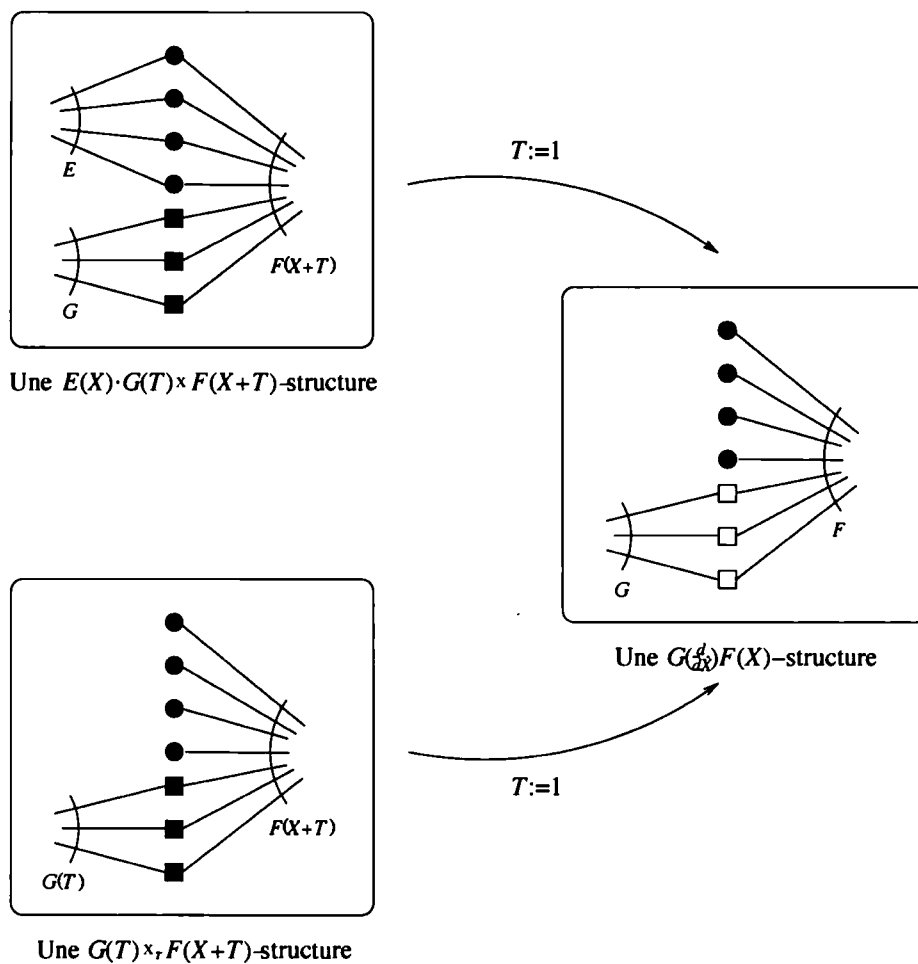 E
G
F(X+T)
Une E(X)·G(T)×F(X+T)-structure
T:=1
G
F
Une G(d/dX)F(X)-structure
G(T)
F(X+T)
T:=1
Une G(T)×_T F(X+T)-structure